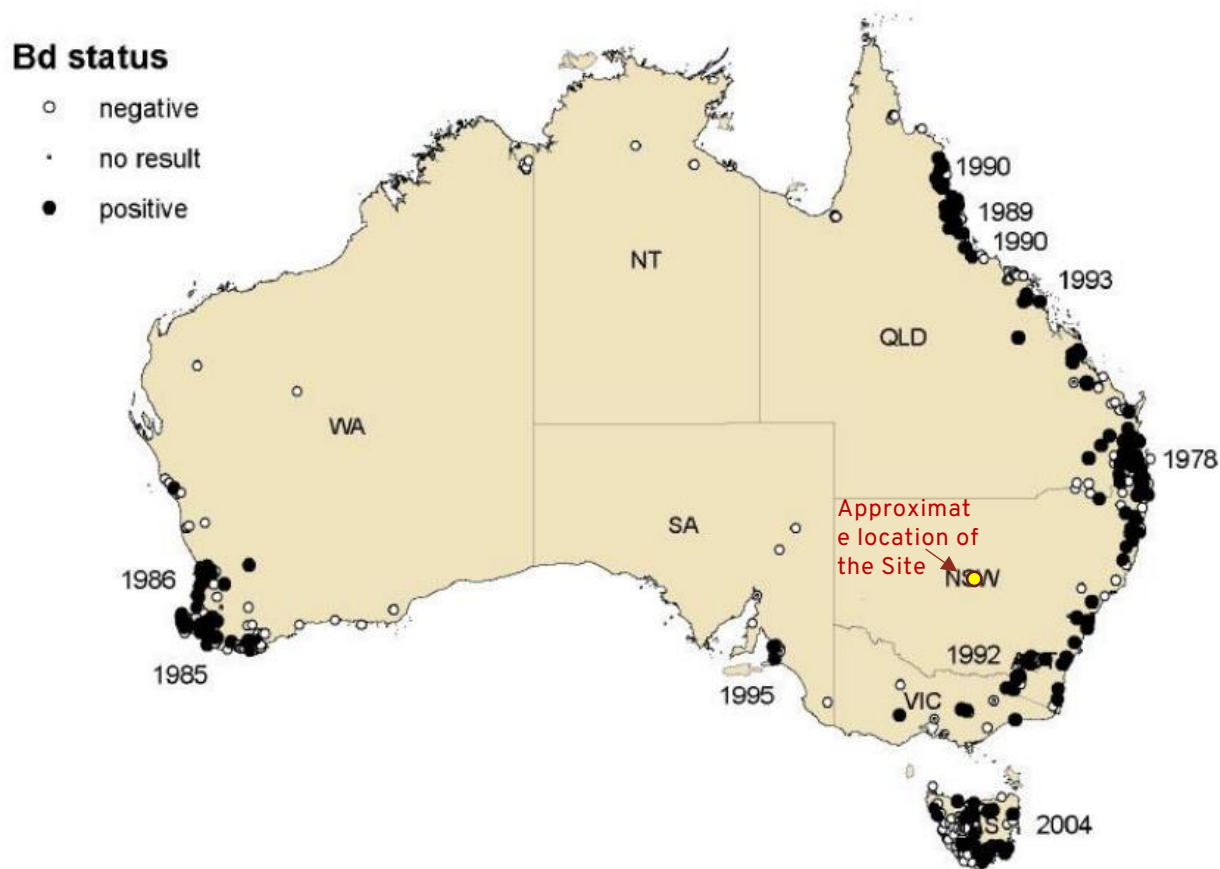 Bd status
negative
no result
positive
1990
1989
1990
1993
NT
QLD
WA
1978
SA
Approximat
e location of
the Site
NSW
1986
1985
1992
1995
VIC
2004